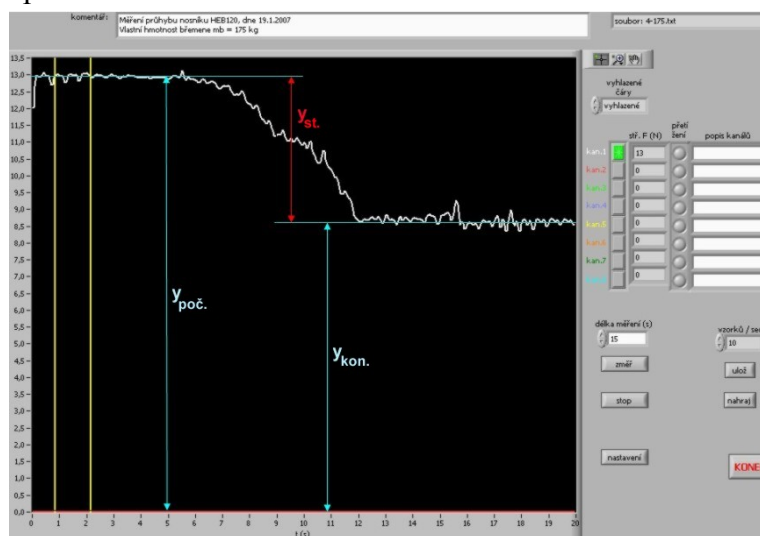 komentář:
Měření průhybu nosníku HEB120, dne 19.1.2007
Vlastní hmotnost břemene mb = 175 kg
soubor: 4-175.txt
13,5
13,0
12,5
12,0
11,5
11,0
10,5
10,0
9,5
9,0
8,5
8,0
7,5
7,0
6,5
6,0
5,5
5,0
4,5
4,0
3,5
3,0
2,5
2,0
1,5
1,0
0,5
0,0
0 1 2 3 4 5 6 7 8 9 10 11 12 13 14 15 16 17 18 19 20
t (s)
yst.
ypoč.
ykon.
vyhlazené
čáry
vyhlazené
stř. F (N)
přetí
žení
popis kanálů
kan.1 13
kan.2 0
kan.3 0
kan.4 0
kan.5 0
kan.6 0
kan.7 0
0
délka měření (s)
15
vzorků / se
10
změř
ulož
stop
nahraj
nastavení
KONE